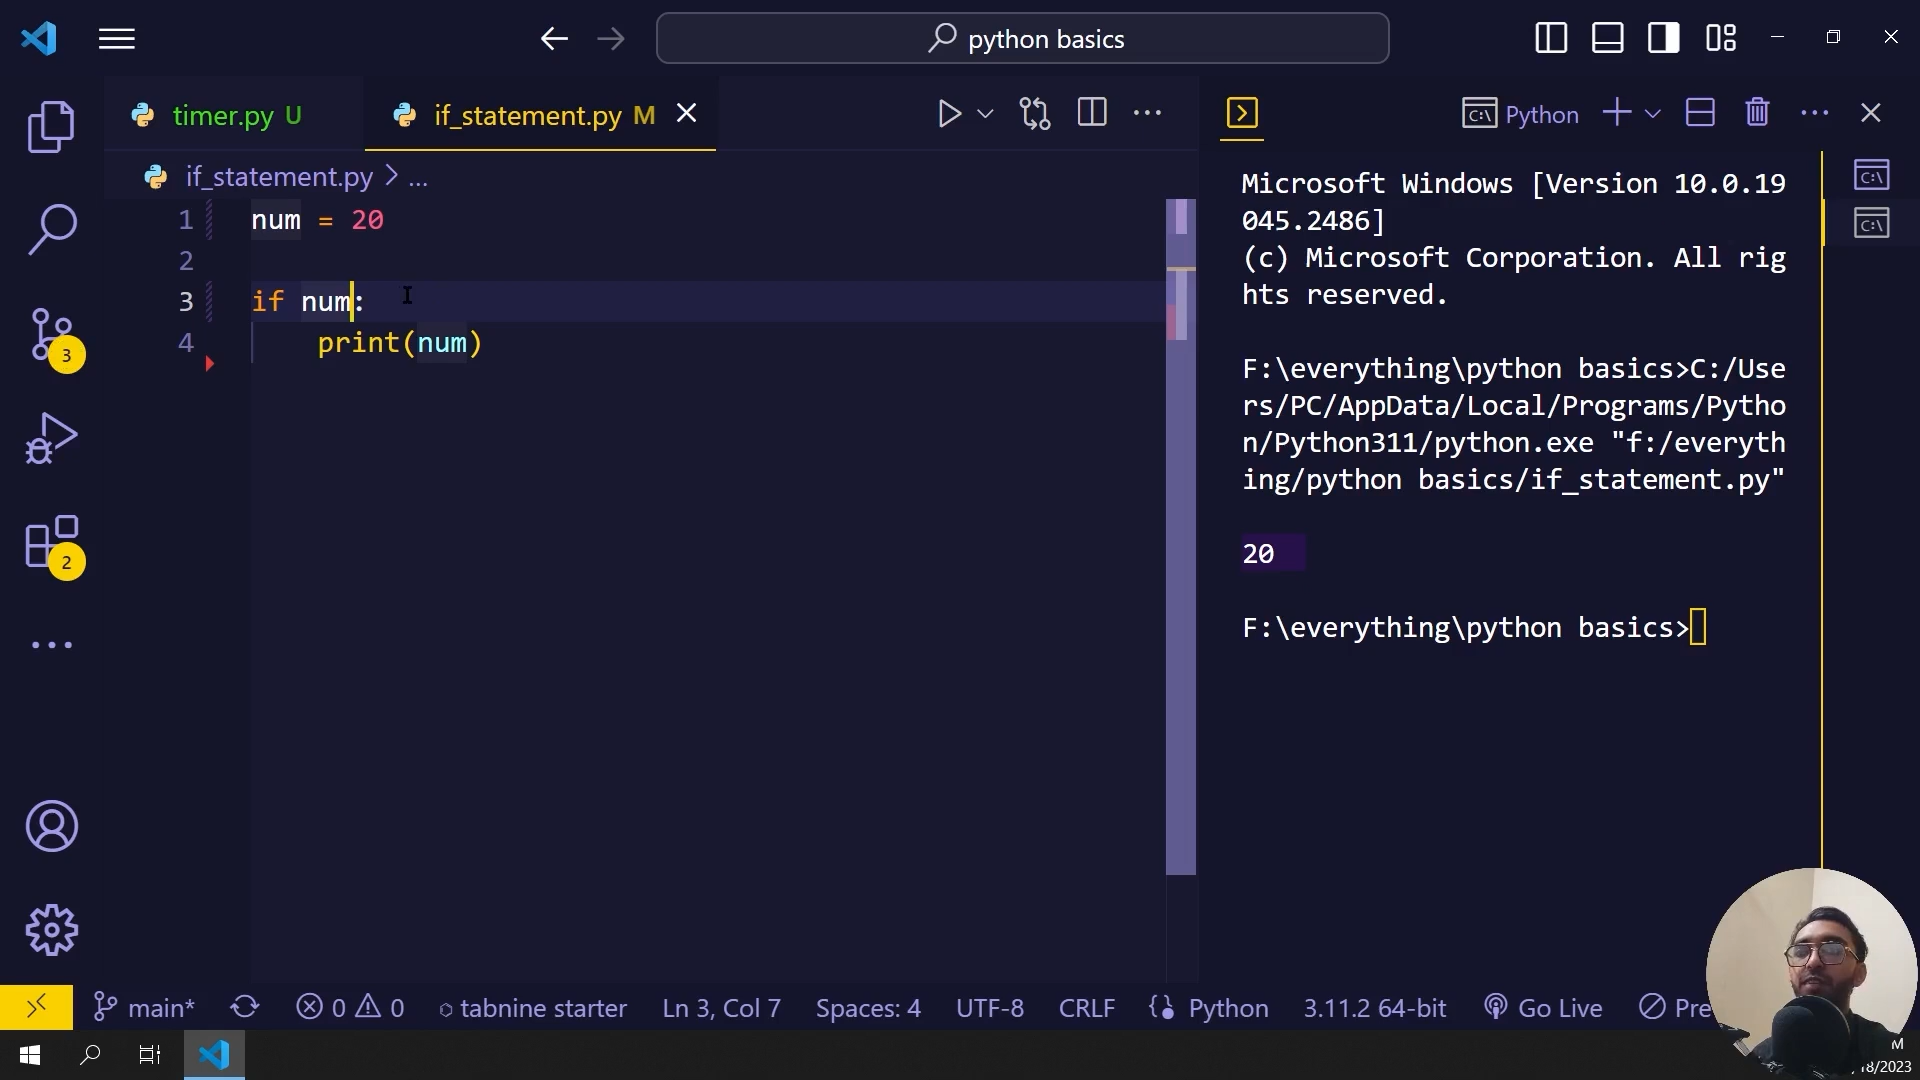 python basics
timer.py U
if_statement.py M
Python
if_statement.py > ...
1 num = 20
2
3 if num:
4 print(num)
Microsoft Windows [Version 10.0.19
045.2486]
(c) Microsoft Corporation. All rig
hts reserved.
F:\everything\python basics>C:/Use
rs/PC/AppData/Local/Programs/Pytho
n/Python311/python.exe "f:/everyth
ing/python basics/if_statement.py"
20
F:\everything\python basics>
3
2
main* 0 0 tabnine starter Ln 3, Col 7 Spaces: 4 UTF-8 CRLF Python 3.11.2 64-bit Go Live Pre
M
18/2023